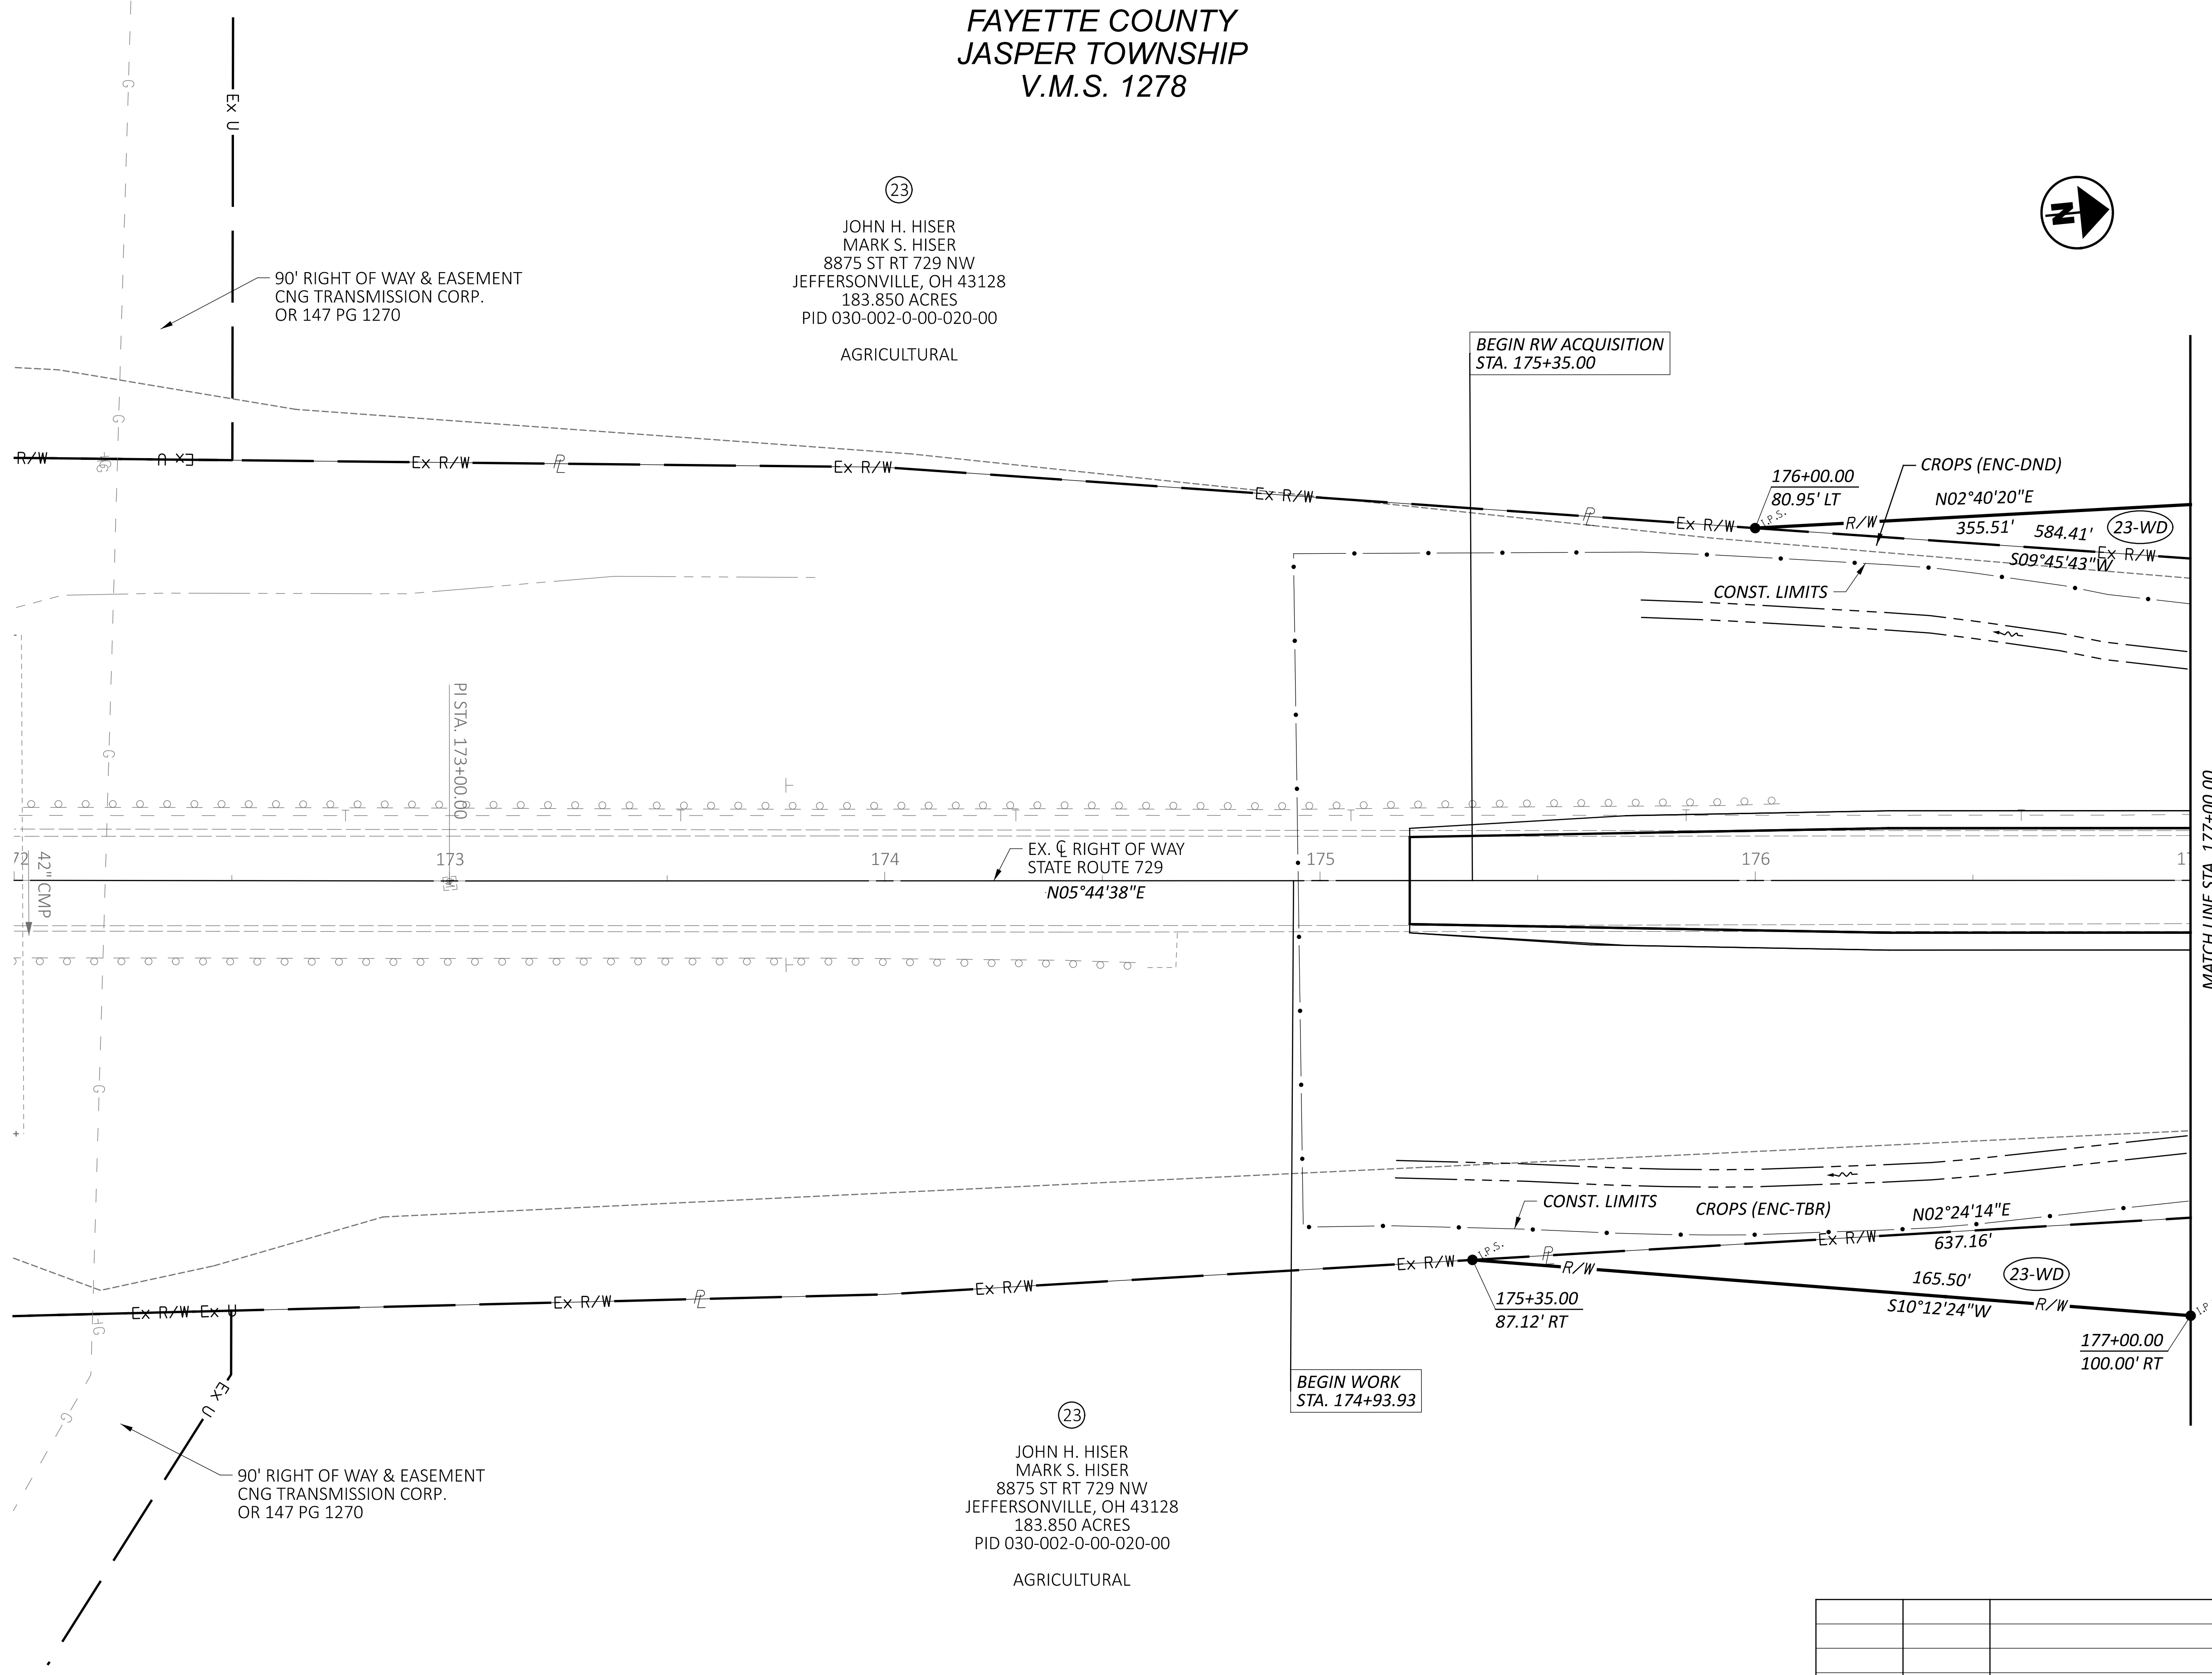 FAYETTE COUNTY
JASPER TOWNSHIP
V.M.S. 1278
G
Ex U
23
JOHN H. HISER
MARK S. HISER
8875 ST RT 729 NW
JEFFERSONVILLE, OH 43128
183.850 ACRES
PID 030-002-0-00-020-00
AGRICULTURAL
N
90' RIGHT OF WAY & EASEMENT
CNG TRANSMISSION CORP.
OR 147 PG 1270
BEGIN RW ACQUISITION
STA. 175+35.00
G
R/W
Ex U
Ex R/W
PL
Ex R/W
Ex R/W
PL
Ex R/W
176+00.00
80.95' LT
I.P.S.
R/W
CROPS (ENC-DND)
N02°40'20"E
355.51'
584.41'
23-WD
Ex R/W
S09°45'43"W
CONST. LIMITS
G
PI STA. 173+00.00
MATCH LINE STA. 177+00.00
72
173
174
175
176
17
42" CMP
EX. CL RIGHT OF WAY
STATE ROUTE 729
N05°44'38"E
G
CONST. LIMITS
CROPS (ENC-TBR)
N02°24'14"E
Ex R/W
637.16'
Ex R/W
Ex U
Ex R/W
PL
Ex R/W
Ex R/W
I.P.S.
PL
R/W
165.50'
23-WD
S10°12'24"W
R/W
I.P
175+35.00
87.12' RT
177+00.00
100.00' RT
G
Ex U
G
BEGIN WORK
STA. 174+93.93
23
JOHN H. HISER
MARK S. HISER
8875 ST RT 729 NW
JEFFERSONVILLE, OH 43128
183.850 ACRES
PID 030-002-0-00-020-00
AGRICULTURAL
90' RIGHT OF WAY & EASEMENT
CNG TRANSMISSION CORP.
OR 147 PG 1270